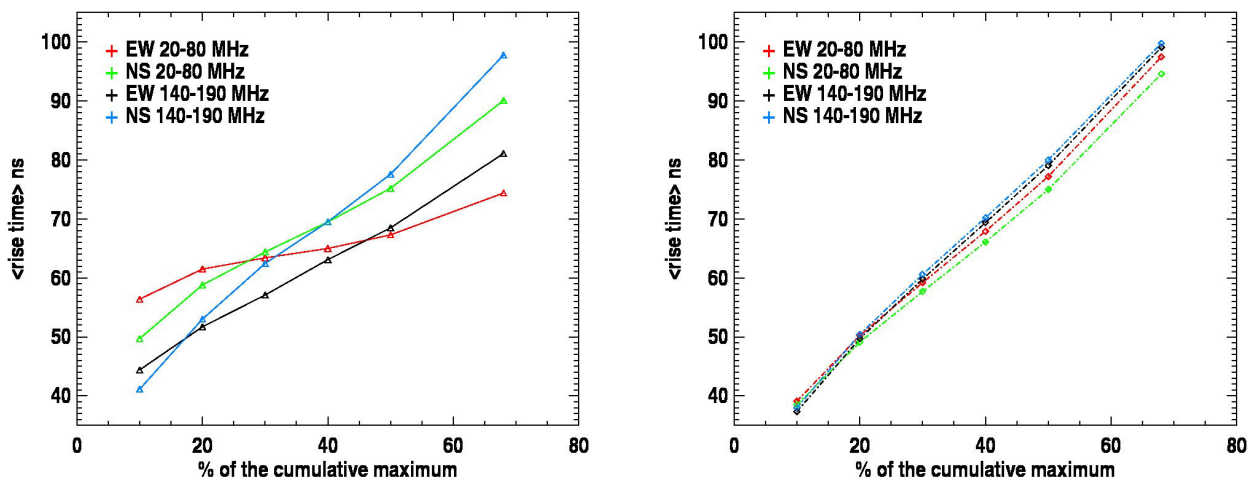 100
90
80
70
60
50
40
<rise time> ns
EW 20-80 MHz
NS 20-80 MHz
EW 140-190 MHz
NS 140-190 MHz
0
20
40
60
80
% of the cumulative maximum
100
90
80
70
60
50
40
<rise time> ns
EW 20-80 MHz
NS 20-80 MHz
EW 140-190 MHz
NS 140-190 MHz
0
20
40
60
80
% of the cumulative maximum